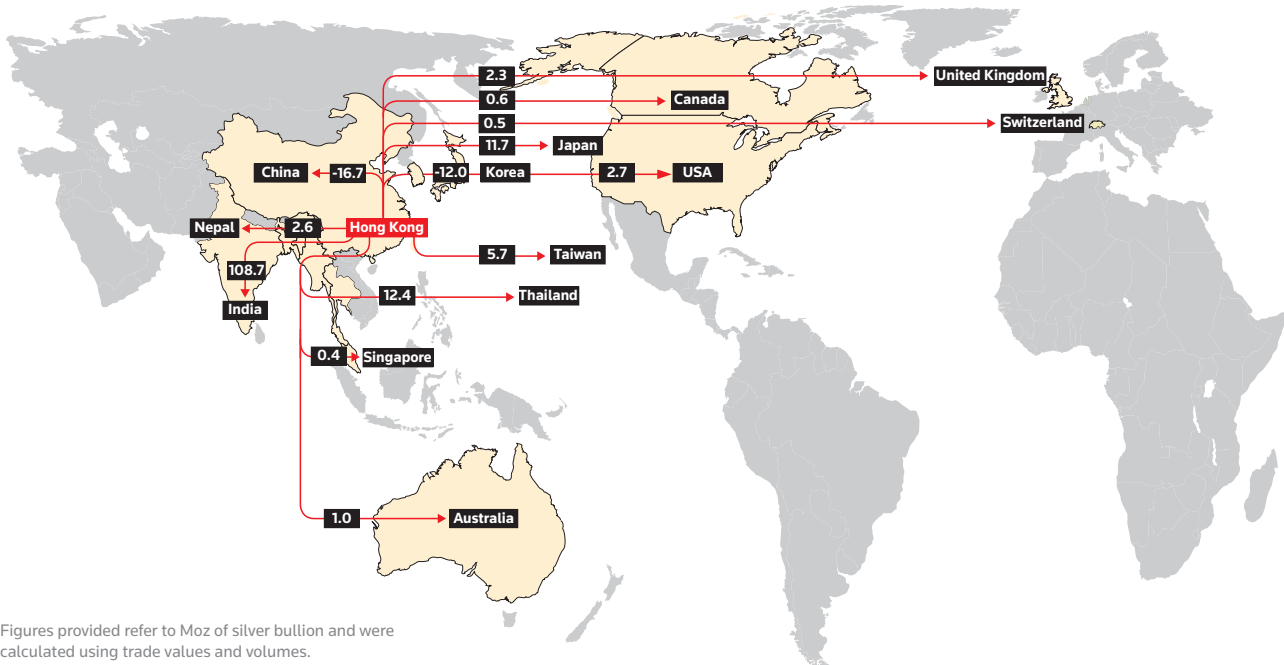 2.3 United Kingdom
0.6 Canada
0.5 Switzerland
11.7 Japan
China -16.7 -12.0 Korea 2.7 USA
Nepal 2.6 Hong Kong
5.7 Taiwan
108.7
12.4 Thailand
India
0.4 Singapore
1.0 Australia
Figures provided refer to Moz of silver bullion and were
calculated using trade values and volumes.